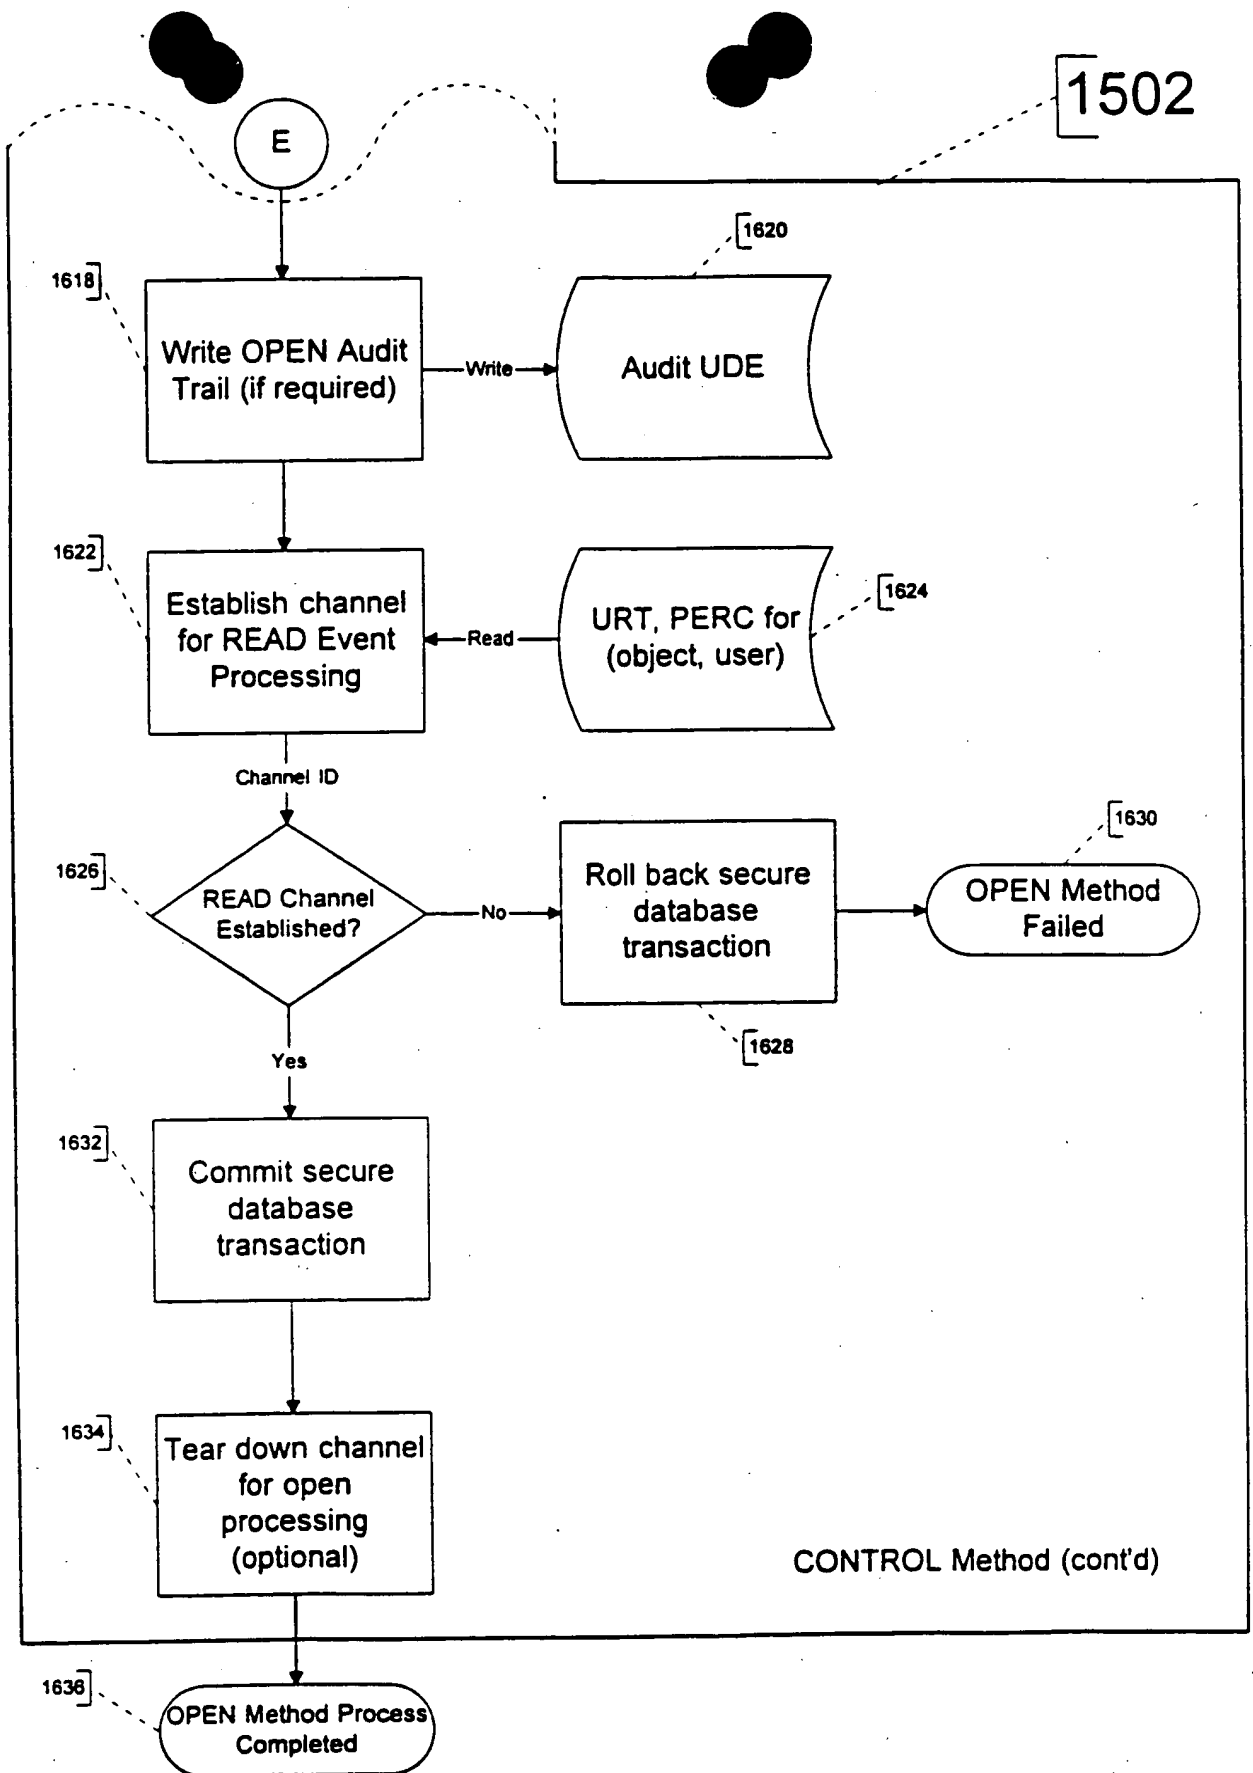 1502
E
1620
1618
Write OPEN Audit
Trail (if required)
Write
Audit UDE
1622
Establish channel
for READ Event
Processing
Read
URT, PERC for
(object, user)
1624
Channel ID
1626
READ Channel
Established?
No
Roll back secure
database
transaction
1628
1630
OPEN Method
Failed
Yes
1632
Commit secure
database
transaction
1634
Tear down channel
for open
processing
(optional)
CONTROL Method (cont'd)
1636
OPEN Method Process
Completed